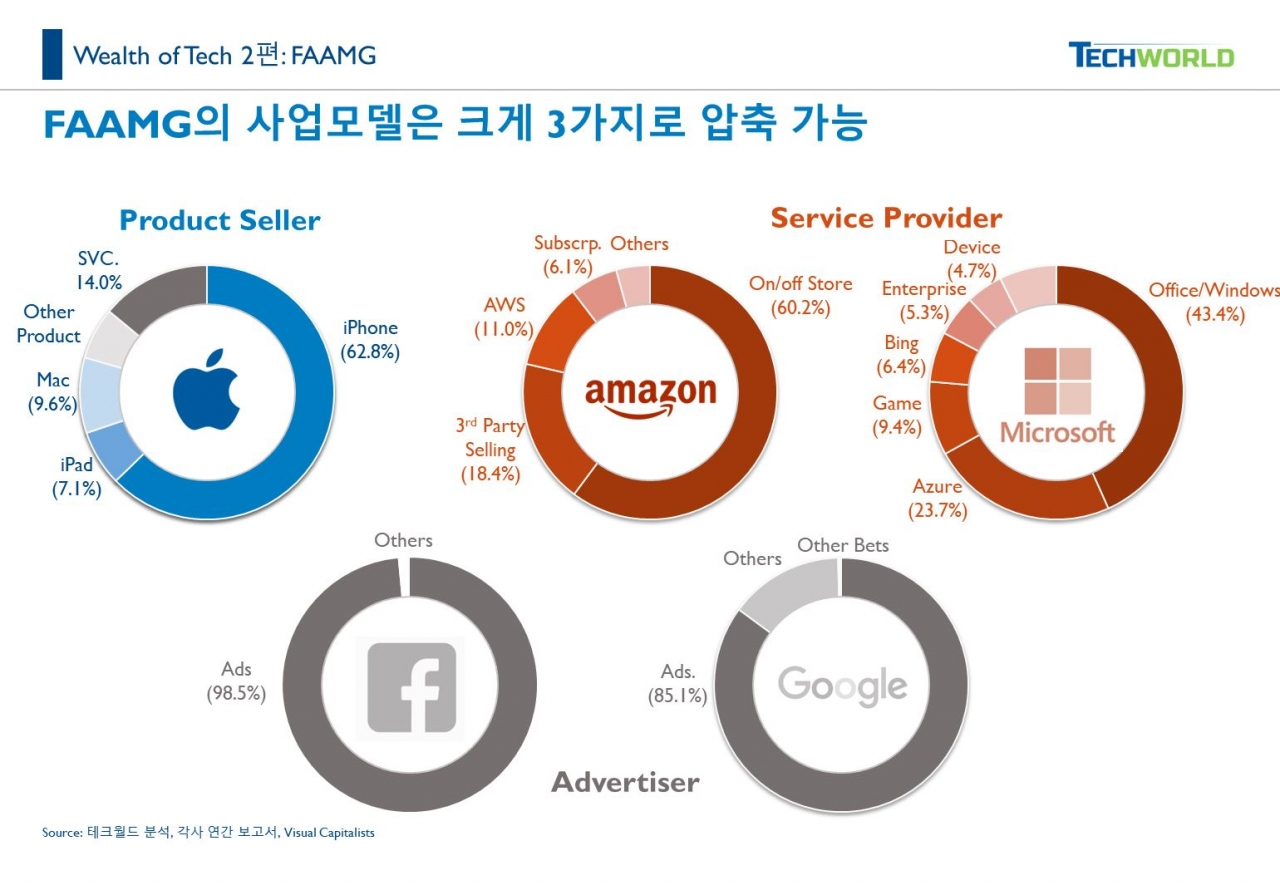 Wealth of Tech 2편: FAAMG
TECHWORLD
FAAMG의 사업모델은 크게 3가지로 압축 가능
Product Seller
SVC.
14.0%
Other
Product
Mac
(9.6%)
iPad
(7.1%)
iPhone
(62.8%)
Service Provider
Subscrp.
(6.1%)
Others
AWS
(11.0%)
3rd Party
Selling
(18.4%)
On/off Store
(60.2%)
amazon
Device
(4.7%)
Enterprise
(5.3%)
Bing
(6.4%)
Game
(9.4%)
Azure
(23.7%)
Office/Windows
(43.4%)
Microsoft
Others
Ads
(98.5%)
f
Others
Other Bets
Ads.
(85.1%)
Google
Advertiser
Source: 테크월드 분석, 각사 연간 보고서, Visual Capitalists